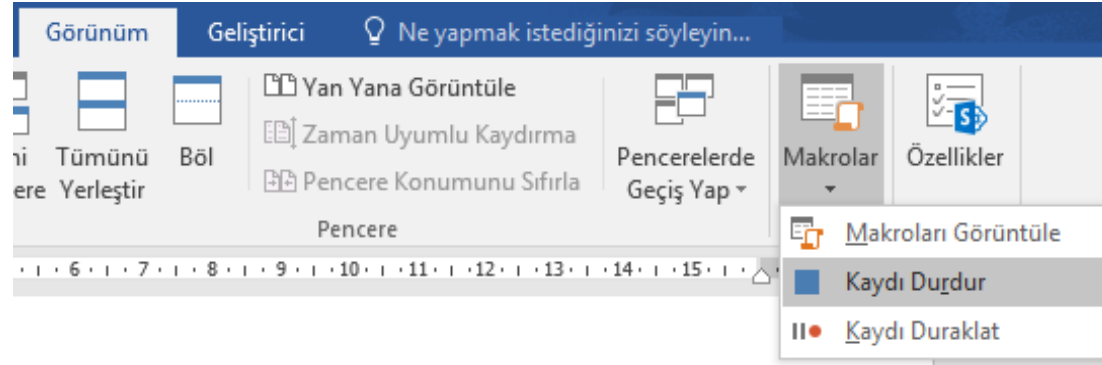 Görünüm Geliştirici Ne yapmak istediğinizi söyleyin...
Yan Yana Görüntüle
Zaman Uyumlu Kaydırma
Pencere Konumunu Sıfırla
Tümünü Böl Pencerelerde Makrolar Özellikler
Yerleştir Geçiş Yap
Pencere
Makroları Görüntüle
6 7 8 9 10 11 12 13 14 15
Kaydı Durdur
Kaydı Duraklat